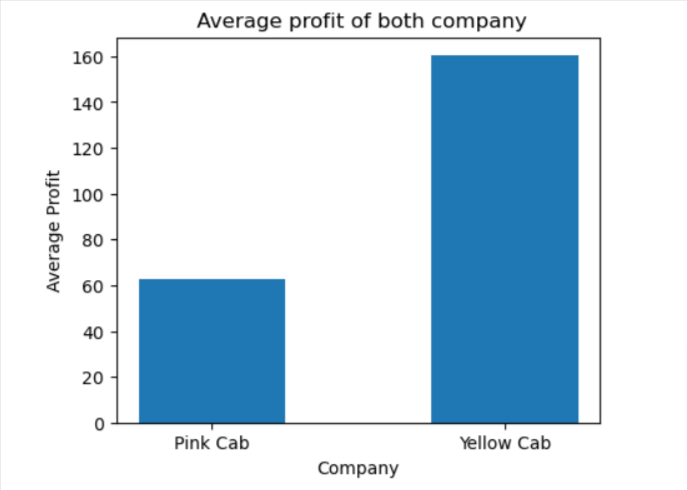 Average profit of both company
160
140
120
100
80
60
40
20
0
Average Profit
Pink Cab
Yellow Cab
Company